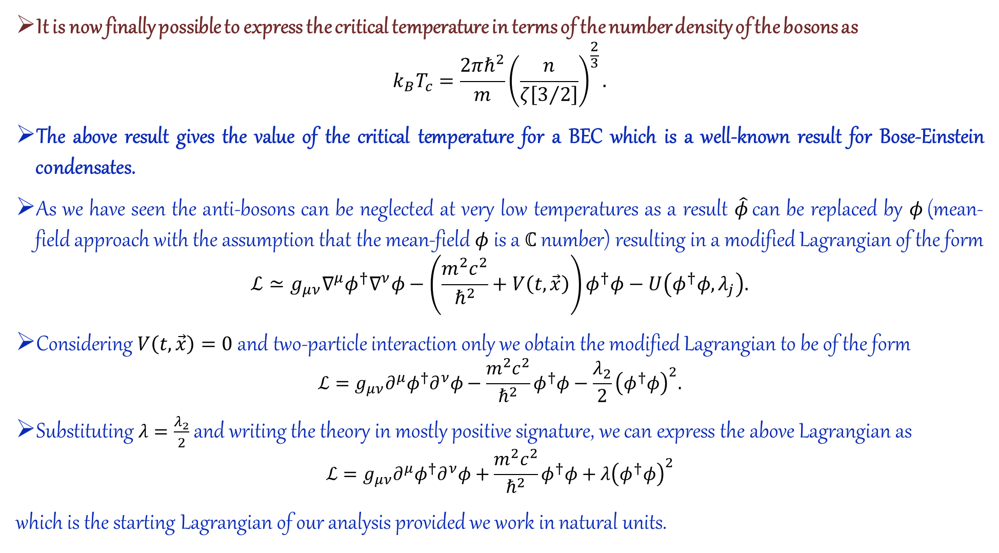 ➢It is now finally possible to express the critical temperature in terms of the number density of the bosons as
$k_B T_c = \frac{2\pi\hbar^2}{m}\left(\frac{n}{\zeta[3/2]}\right)^{\frac{2}{3}}.$
➢The above result gives the value of the critical temperature for a BEC which is a well-known result for Bose-Einstein
condensates.
➢As we have seen the anti-bosons can be neglected at very low temperatures as a result $\hat{\phi}$ can be replaced by $\phi$ (mean-
field approach with the assumption that the mean-field $\phi$ is a ℂ number) resulting in a modified Lagrangian of the form
$\mathcal{L} \simeq g_{\mu\nu}\nabla^\mu\phi^\dagger\nabla^\nu\phi - \left(\frac{m^2c^2}{\hbar^2} + V(t,\vec{x})\right)\phi^\dagger\phi - U(\phi^\dagger\phi, \lambda_j).$
➢Considering $V(t,\vec{x}) = 0$ and two-particle interaction only we obtain the modified Lagrangian to be of the form
$\mathcal{L} = g_{\mu\nu}\partial^\mu\phi^\dagger\partial^\nu\phi - \frac{m^2c^2}{\hbar^2}\phi^\dagger\phi - \frac{\lambda_2}{2}(\phi^\dagger\phi)^2.$
➢Substituting $\lambda = \frac{\lambda_2}{2}$ and writing the theory in mostly positive signature, we can express the above Lagrangian as
$\mathcal{L} = g_{\mu\nu}\partial^\mu\phi^\dagger\partial^\nu\phi + \frac{m^2c^2}{\hbar^2}\phi^\dagger\phi + \lambda(\phi^\dagger\phi)^2$
which is the starting Lagrangian of our analysis provided we work in natural units.